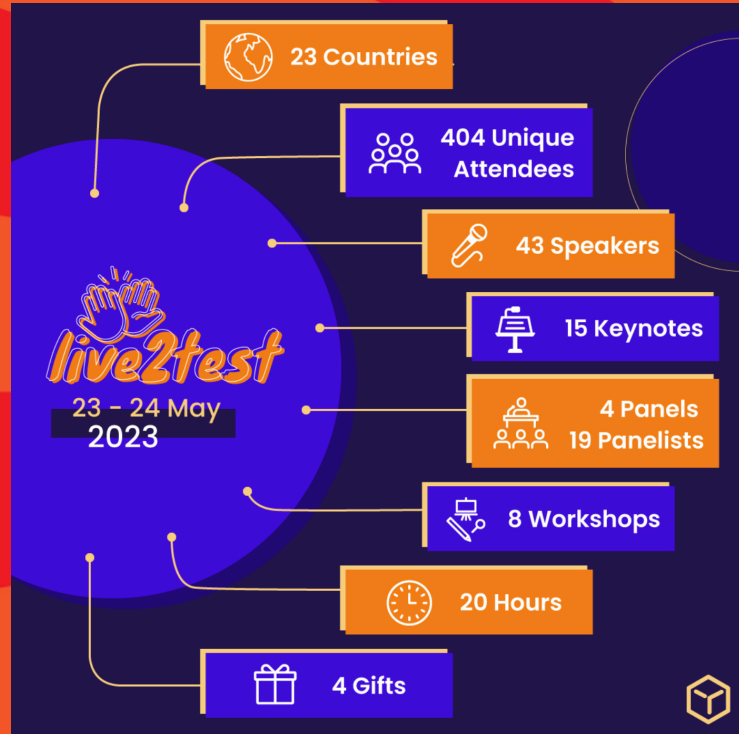 23 Countries
404 Unique
Attendees
43 Speakers
15 Keynotes
live2test
23 - 24 May
2023
4 Panels
19 Panelists
8 Workshops
20 Hours
4 Gifts